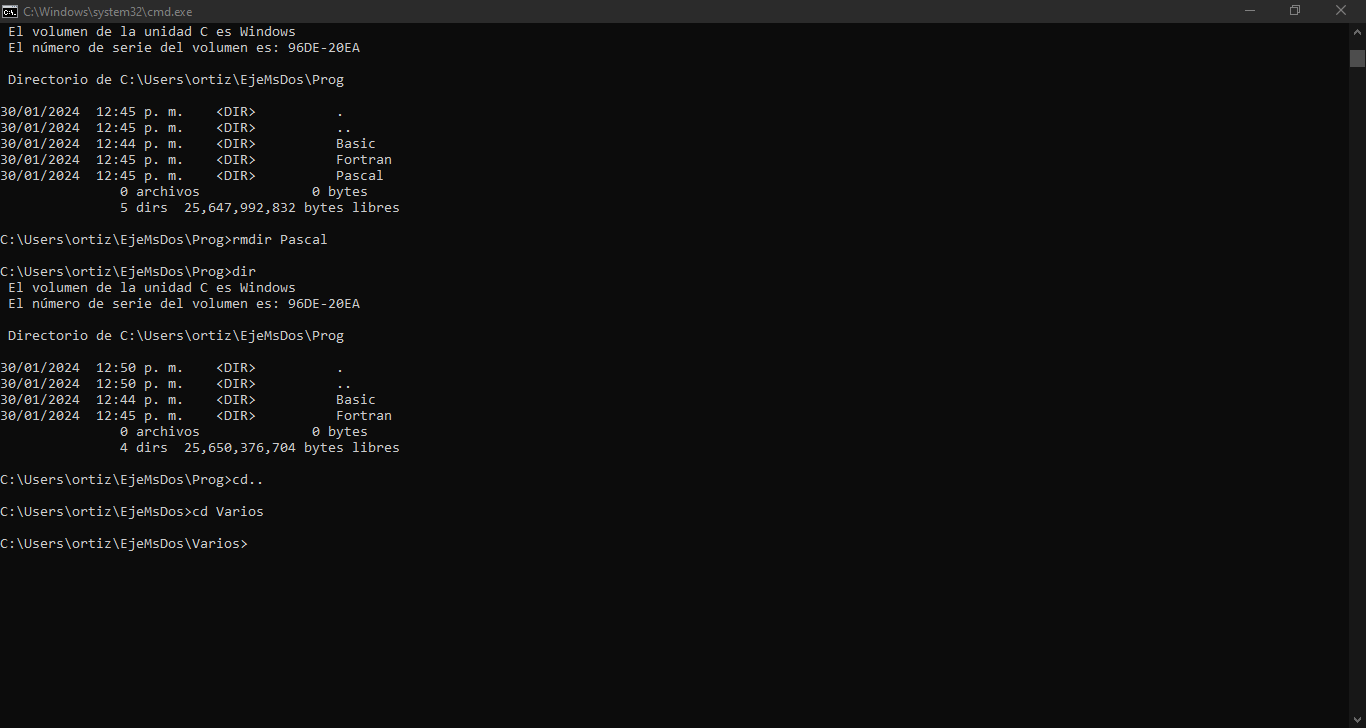 C:\Windows\system32\cmd.exe
El volumen de la unidad C es Windows
El número de serie del volumen es: 96DE-20EA
Directorio de C:\Users\ortiz\EjeMsDos\Prog
30/01/2024  12:45 p. m.    <DIR>          .
30/01/2024  12:45 p. m.    <DIR>          ..
30/01/2024  12:44 p. m.    <DIR>          Basic
30/01/2024  12:45 p. m.    <DIR>          Fortran
30/01/2024  12:45 p. m.    <DIR>          Pascal
               0 archivos              0 bytes
               5 dirs  25,647,992,832 bytes libres
C:\Users\ortiz\EjeMsDos\Prog>rmdir Pascal
C:\Users\ortiz\EjeMsDos\Prog>dir
El volumen de la unidad C es Windows
El número de serie del volumen es: 96DE-20EA
Directorio de C:\Users\ortiz\EjeMsDos\Prog
30/01/2024  12:50 p. m.    <DIR>          .
30/01/2024  12:50 p. m.    <DIR>          ..
30/01/2024  12:44 p. m.    <DIR>          Basic
30/01/2024  12:45 p. m.    <DIR>          Fortran
               0 archivos              0 bytes
               4 dirs  25,650,376,704 bytes libres
C:\Users\ortiz\EjeMsDos\Prog>cd..
C:\Users\ortiz\EjeMsDos>cd Varios
C:\Users\ortiz\EjeMsDos\Varios>